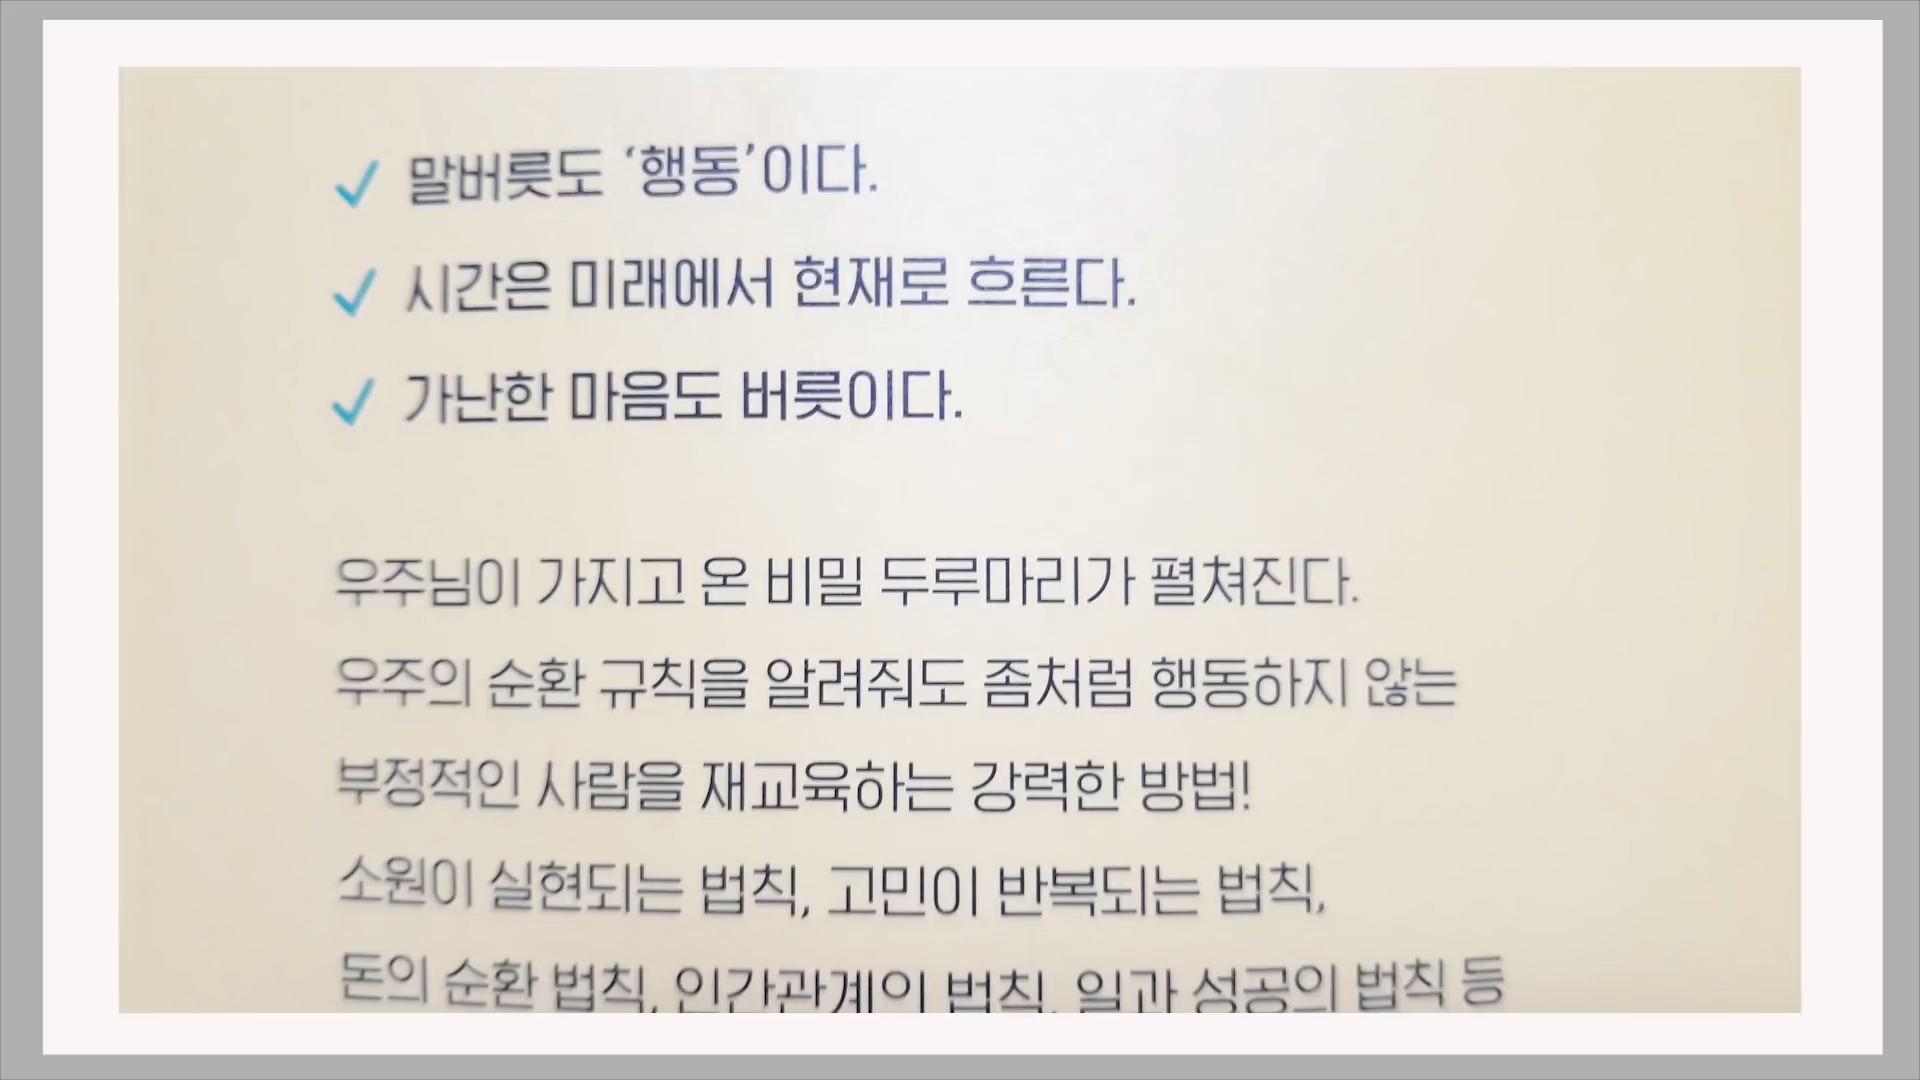 말버릇도 ‘행동’이다.
시간은 미래에서 현재로 흐른다.
가난한 마음도 버릇이다.
우주님이 가지고 온 비밀 두루마리가 펼쳐진다.
우주의 순환 규칙을 알려줘도 좀처럼 행동하지 않는
부정적인 사람을 재교육하는 강력한 방법!
소원이 실현되는 법칙, 고민이 반복되는 법칙,
돈의 순환 법칙, 인간관계의 법칙, 일과 성공의 법칙 등